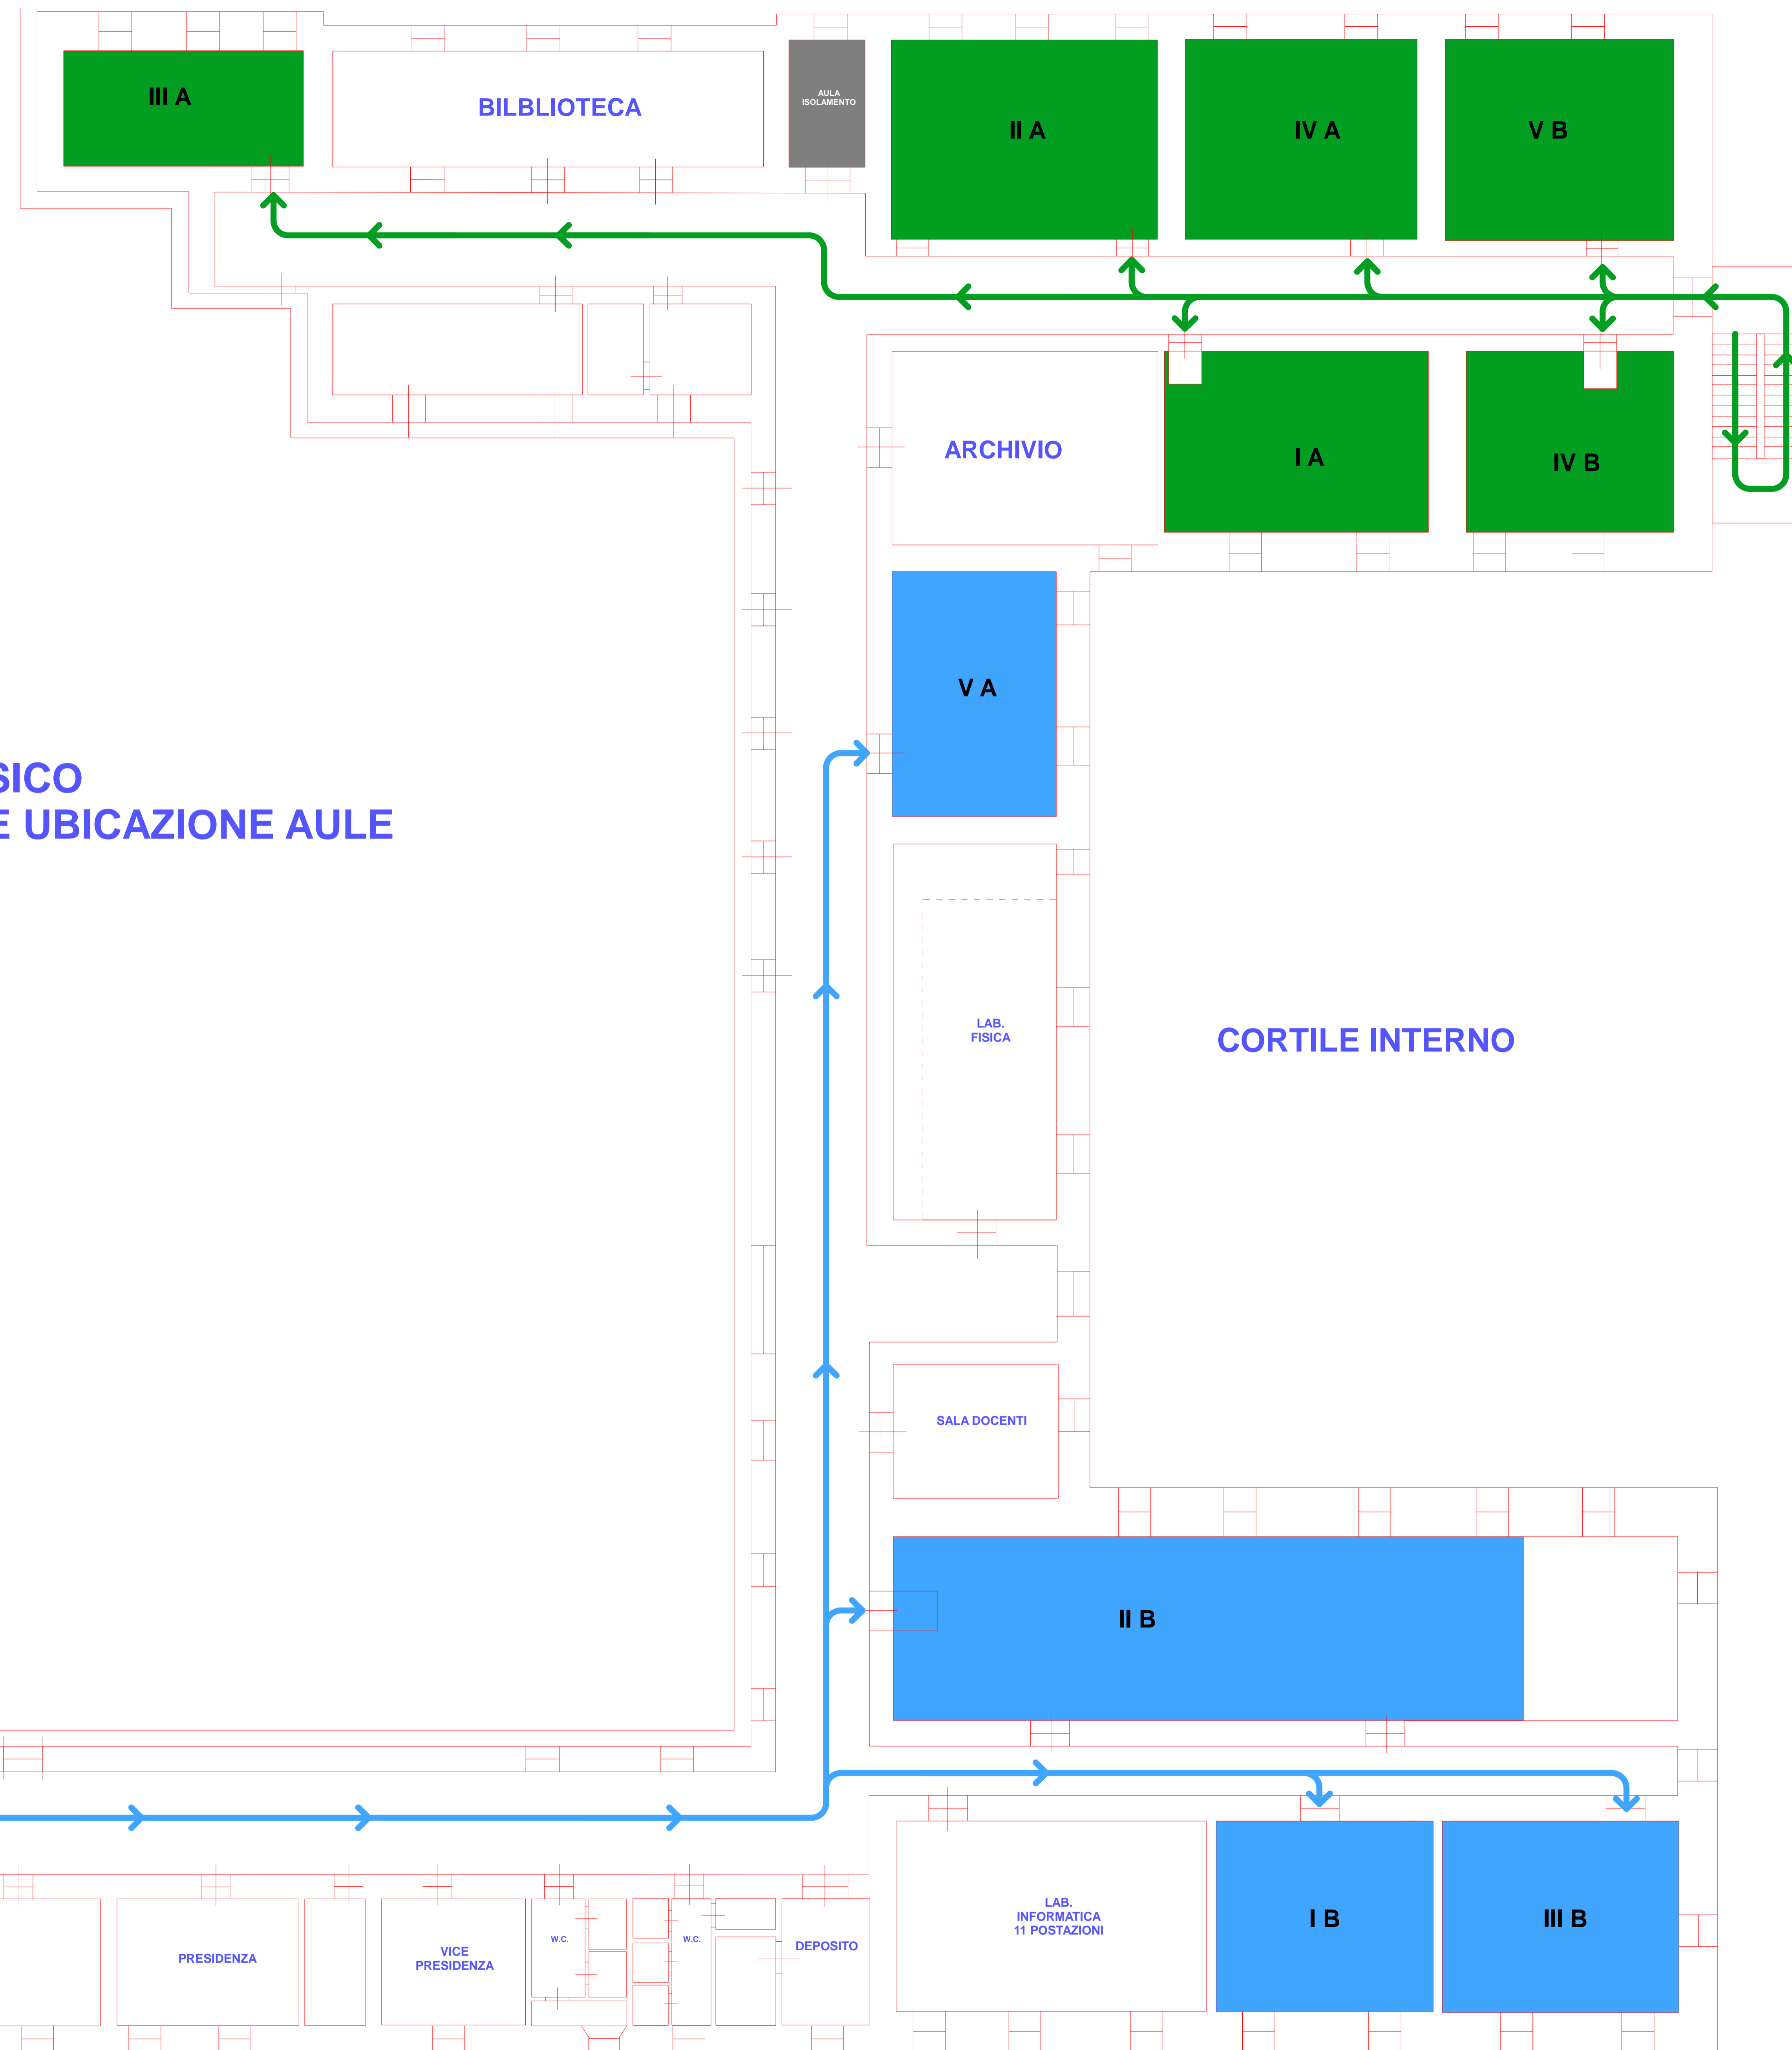 III A
BILBLIOTECA
AULA
ISOLAMENTO
II A
IV A
V B
ARCHIVIO
I A
IV B
V A
SICO
E UBICAZIONE AULE
LAB.
FISICA
CORTILE INTERNO
SALA DOCENTI
II B
PRESIDENZA
VICE
PRESIDENZA
W.C.
W.C.
DEPOSITO
LAB.
INFORMATICA
11 POSTAZIONI
I B
III B